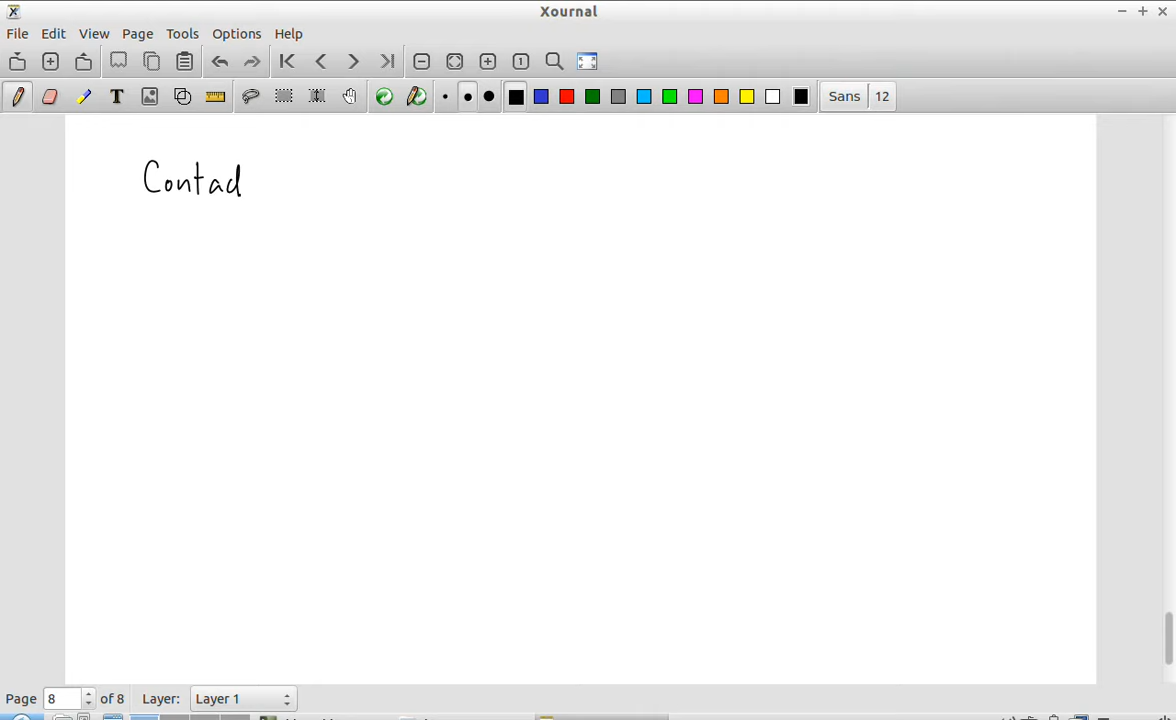 Xournal
File Edit View Page Tools Options Help
T Sans 12
Contad
Page 8 of 8 Layer: Layer 1